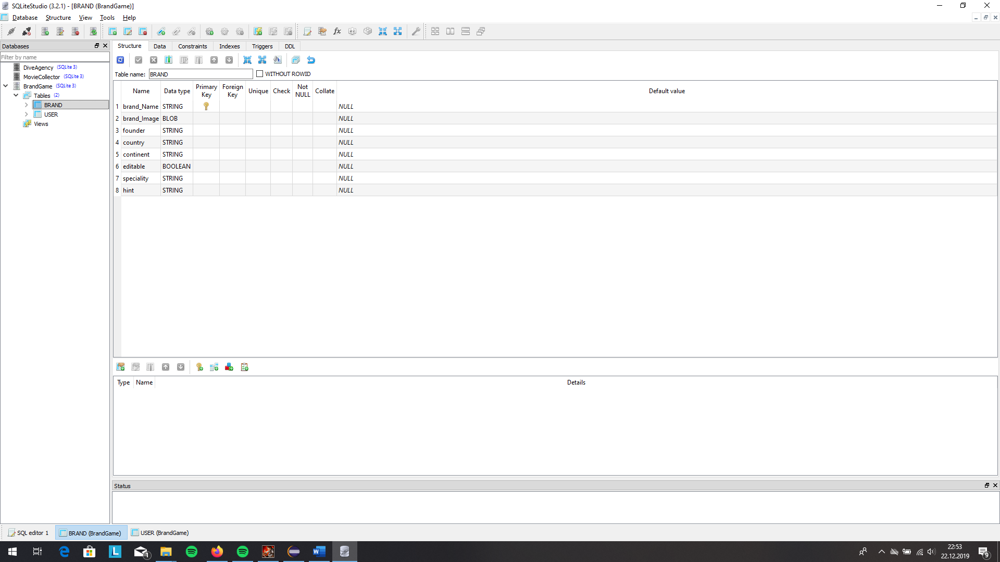 SQLiteStudio (3.2.1) - [BRAND (BrandGame)]
Database Structure View Tools Help
Databases
Filter by name
DiveAgency (SQLite 3)
MovieCollector (SQLite 3)
BrandGame (SQLite 3)
Tables (2)
BRAND
USER
Views
Structure Data Constraints Indexes Triggers DDL
Table name: BRAND WITHOUT ROWID
Name Data type Primary Key Foreign Key Unique Check Not NULL Collate Default value
1 brand_Name STRING NULL
2 brand_Image BLOB NULL
3 founder STRING NULL
4 country STRING NULL
5 continent STRING NULL
6 editable BOOLEAN NULL
7 speciality STRING NULL
8 hint STRING NULL
Type Name Details
Status
SQL editor 1 BRAND (BrandGame) USER (BrandGame)
22:53
22.12.2019